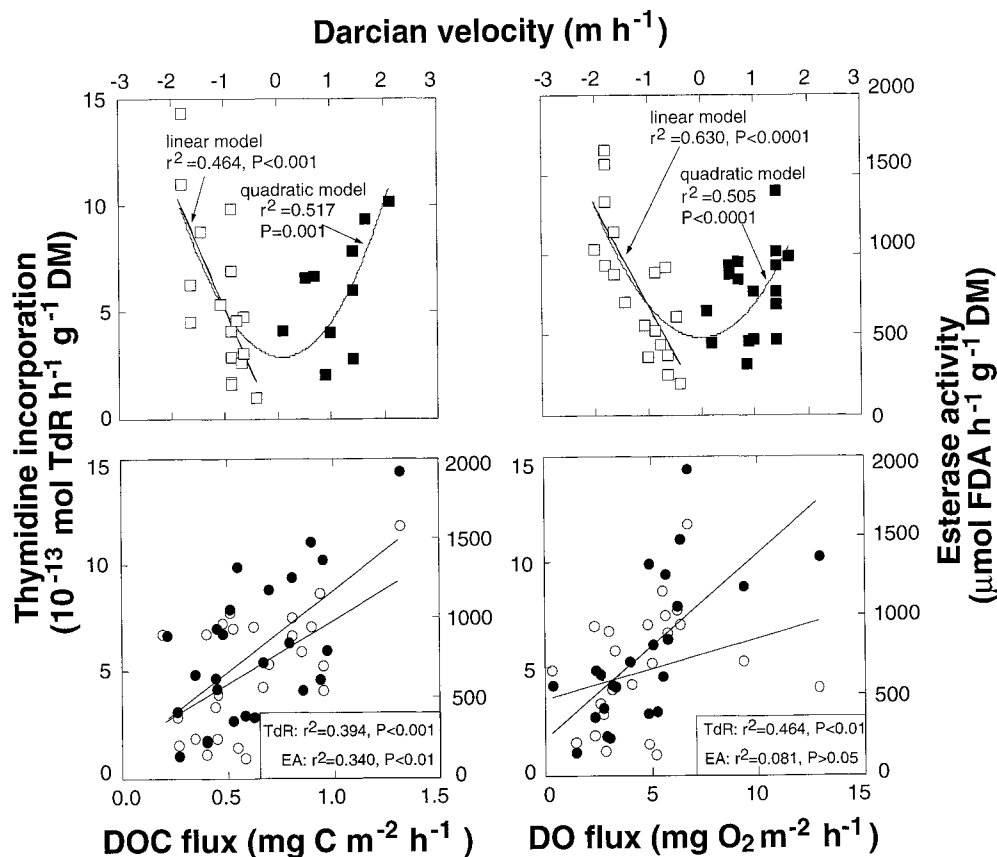 Darcian velocity (m h⁻¹)
-3 -2 -1 0 1 2 3
-3 -2 -1 0 1 2 3
15
10
5
0
2000
1500
1000
500
0
linear model
r² =0.464, P<0.001
quadratic model
r² =0.517
P=0.001
linear model
r² =0.630, P<0.0001
quadratic model
r² =0.505
P<0.0001
Thymidine incorporation
(10⁻¹³ mol TdR h⁻¹ g⁻¹ DM)
Esterase activity
(μmol FDA h⁻¹ g⁻¹ DM)
15
10
5
0
2000
1500
1000
500
0
15
10
5
0
2000
1500
1000
500
0
TdR: r²=0.394, P<0.001
EA: r²=0.340, P<0.01
TdR: r²=0.464, P<0.01
EA: r²=0.081, P>0.05
0.0 0.5 1.0 1.5
0 5 10 15
DOC flux (mg C m⁻² h⁻¹)
DO flux (mg O₂ m⁻² h⁻¹)